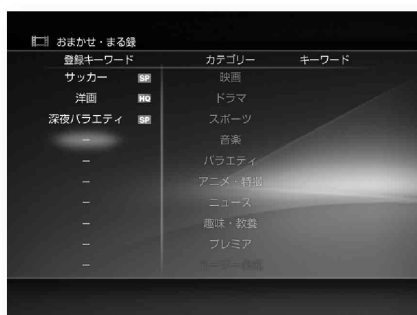 おまかせ・まる録
登録キーワード カテゴリー キーワード
サッカー SP 映画
洋画 HQ ドラマ
深夜バラエティ SP スポーツ
– 音楽
– バラエティ
– アニメ・特撮
– ニュース
– 趣味・教養
– プレミア
–